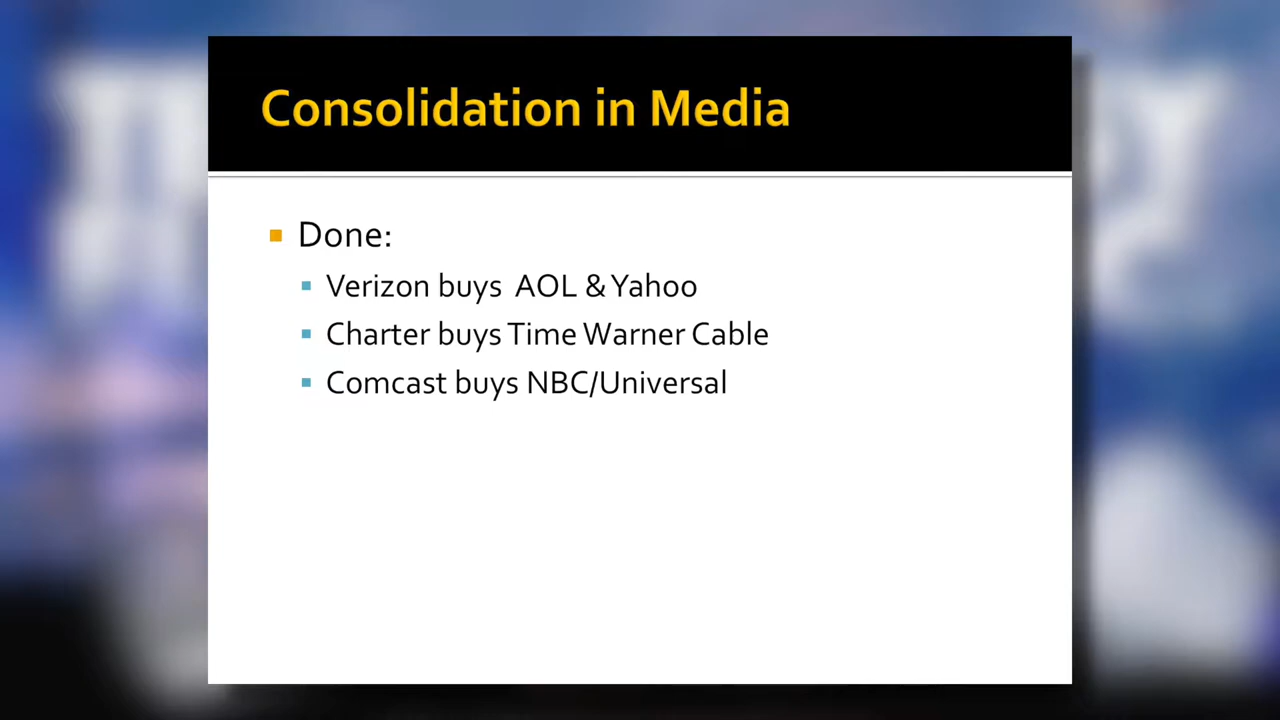 Consolidation in Media
Done:
Verizon buys AOL & Yahoo
Charter buys Time Warner Cable
Comcast buys NBC/Universal